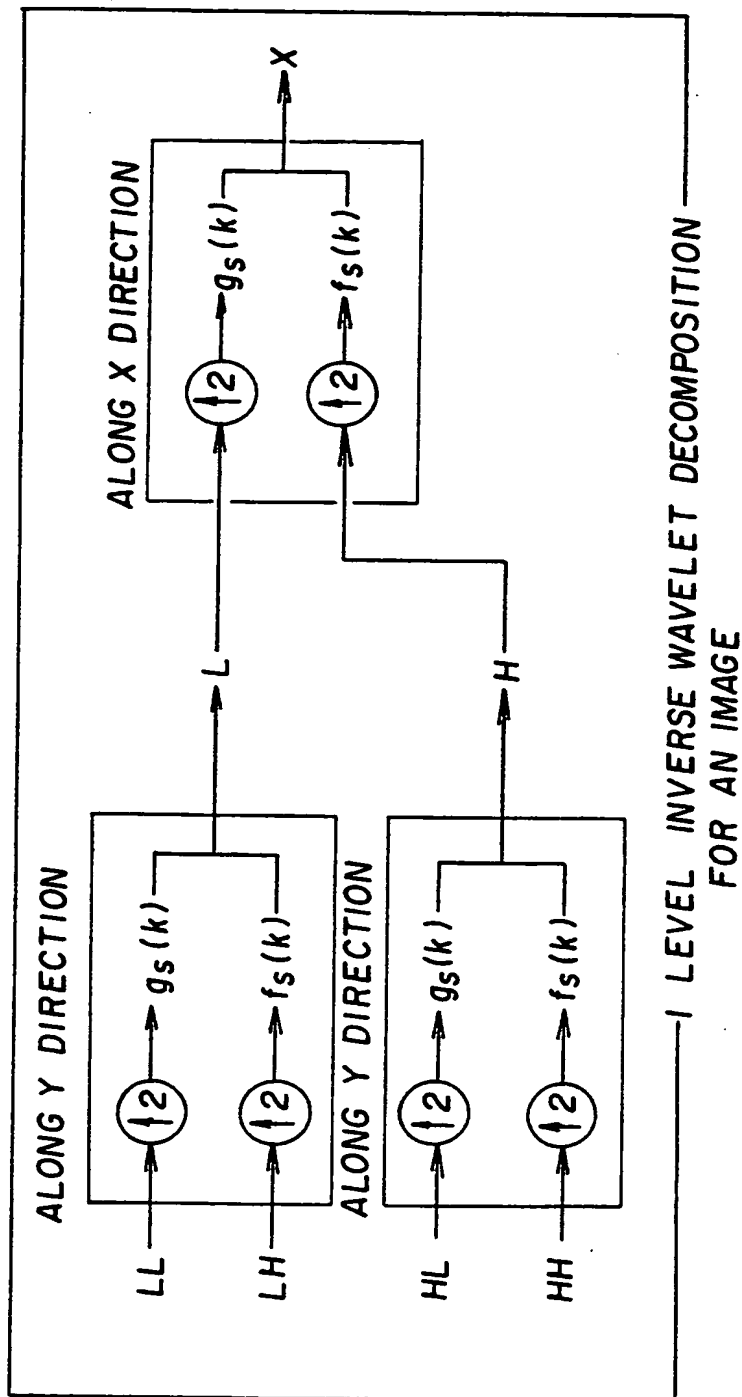 ALONG Y DIRECTION
LL
↑2
gs(k)
LH
↑2
fs(k)
L
ALONG Y DIRECTION
HL
↑2
gs(k)
HH
↑2
fs(k)
H
ALONG X DIRECTION
↑2
gs(k)
↑2
fs(k)
X
1 LEVEL INVERSE WAVELET DECOMPOSITION
FOR AN IMAGE